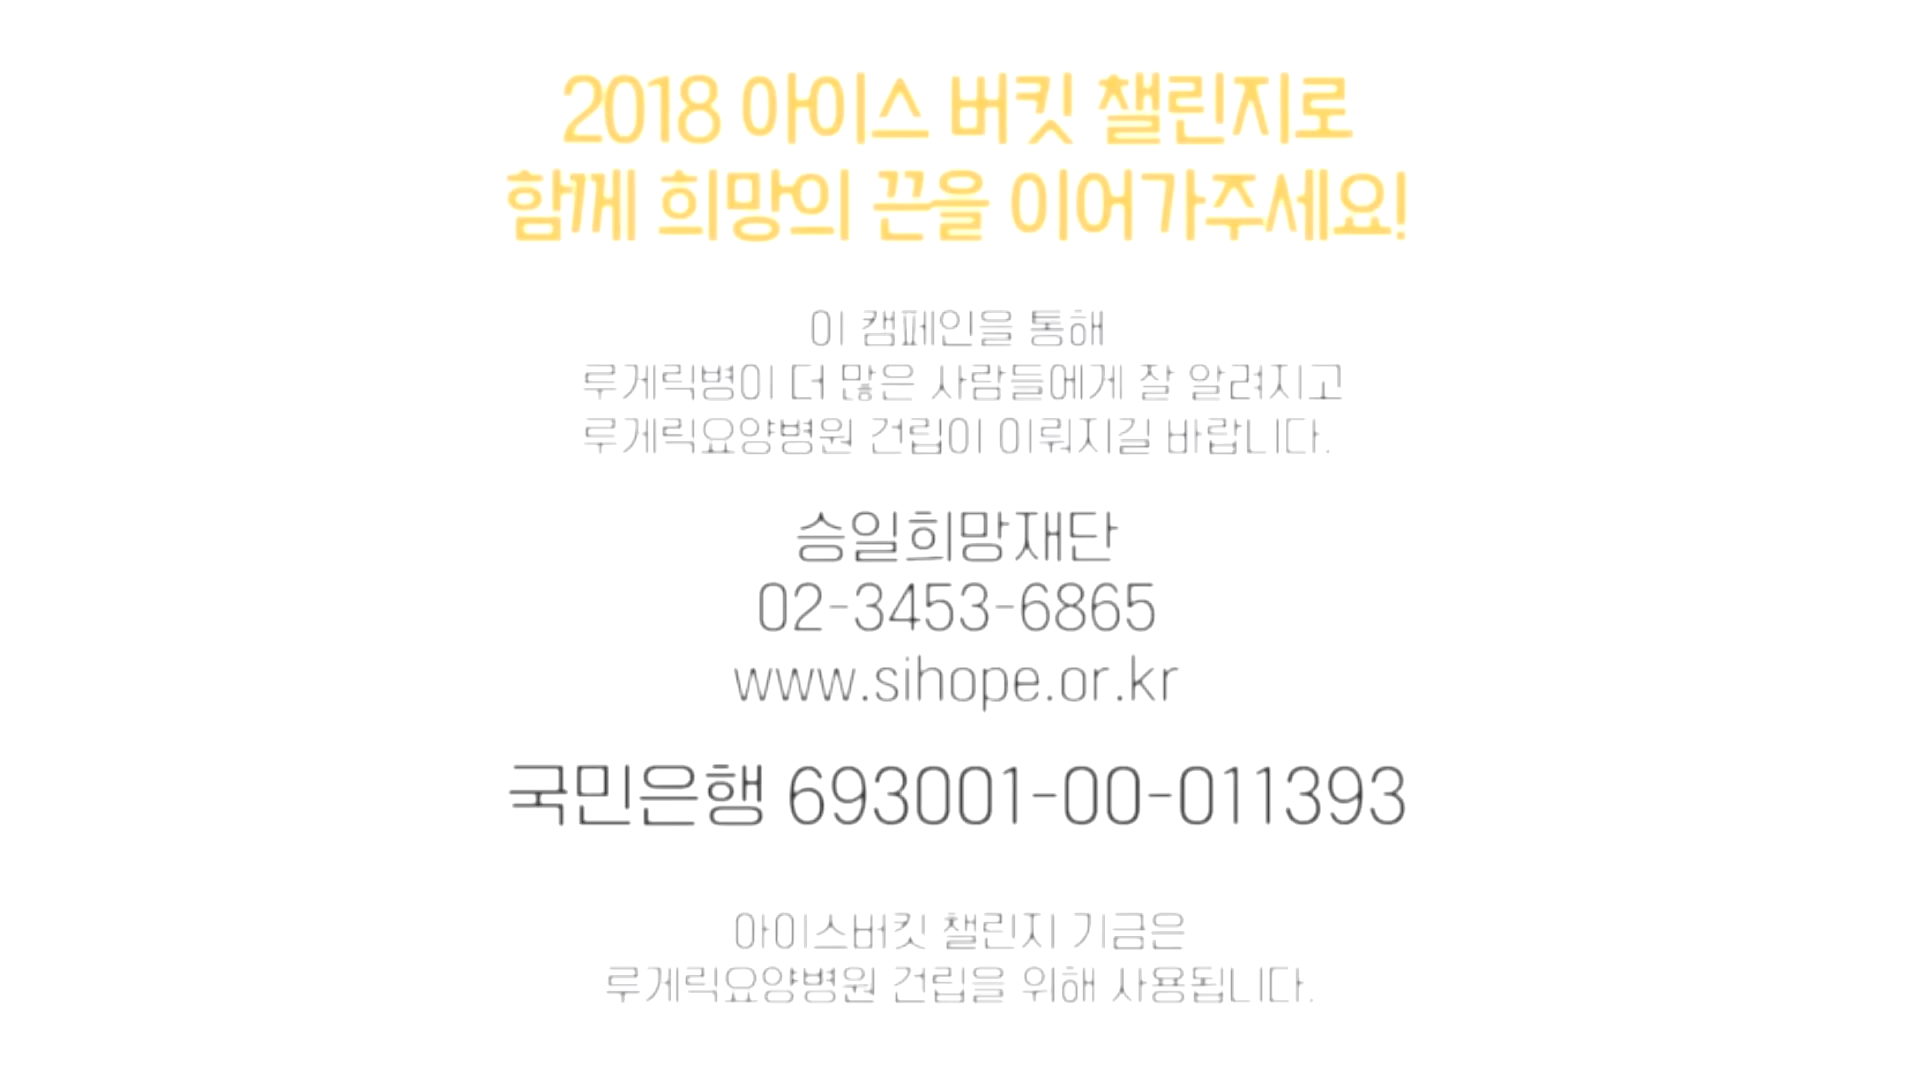 2018 아이스 버킷 챌린지로
함께 희망의 끈을 이어가주세요!
이 캠페인을 통해
루게릭병이 더 많은 사람들에게 잘 알려지고
루게릭요양병원 건립이 이뤄지길 바랍니다.
승일희망재단
02-3453-6865
www.sihope.or.kr
국민은행 693001-00-011393
아이스버킷 챌린지 기금은
루게릭요양병원 건립을 위해 사용됩니다.